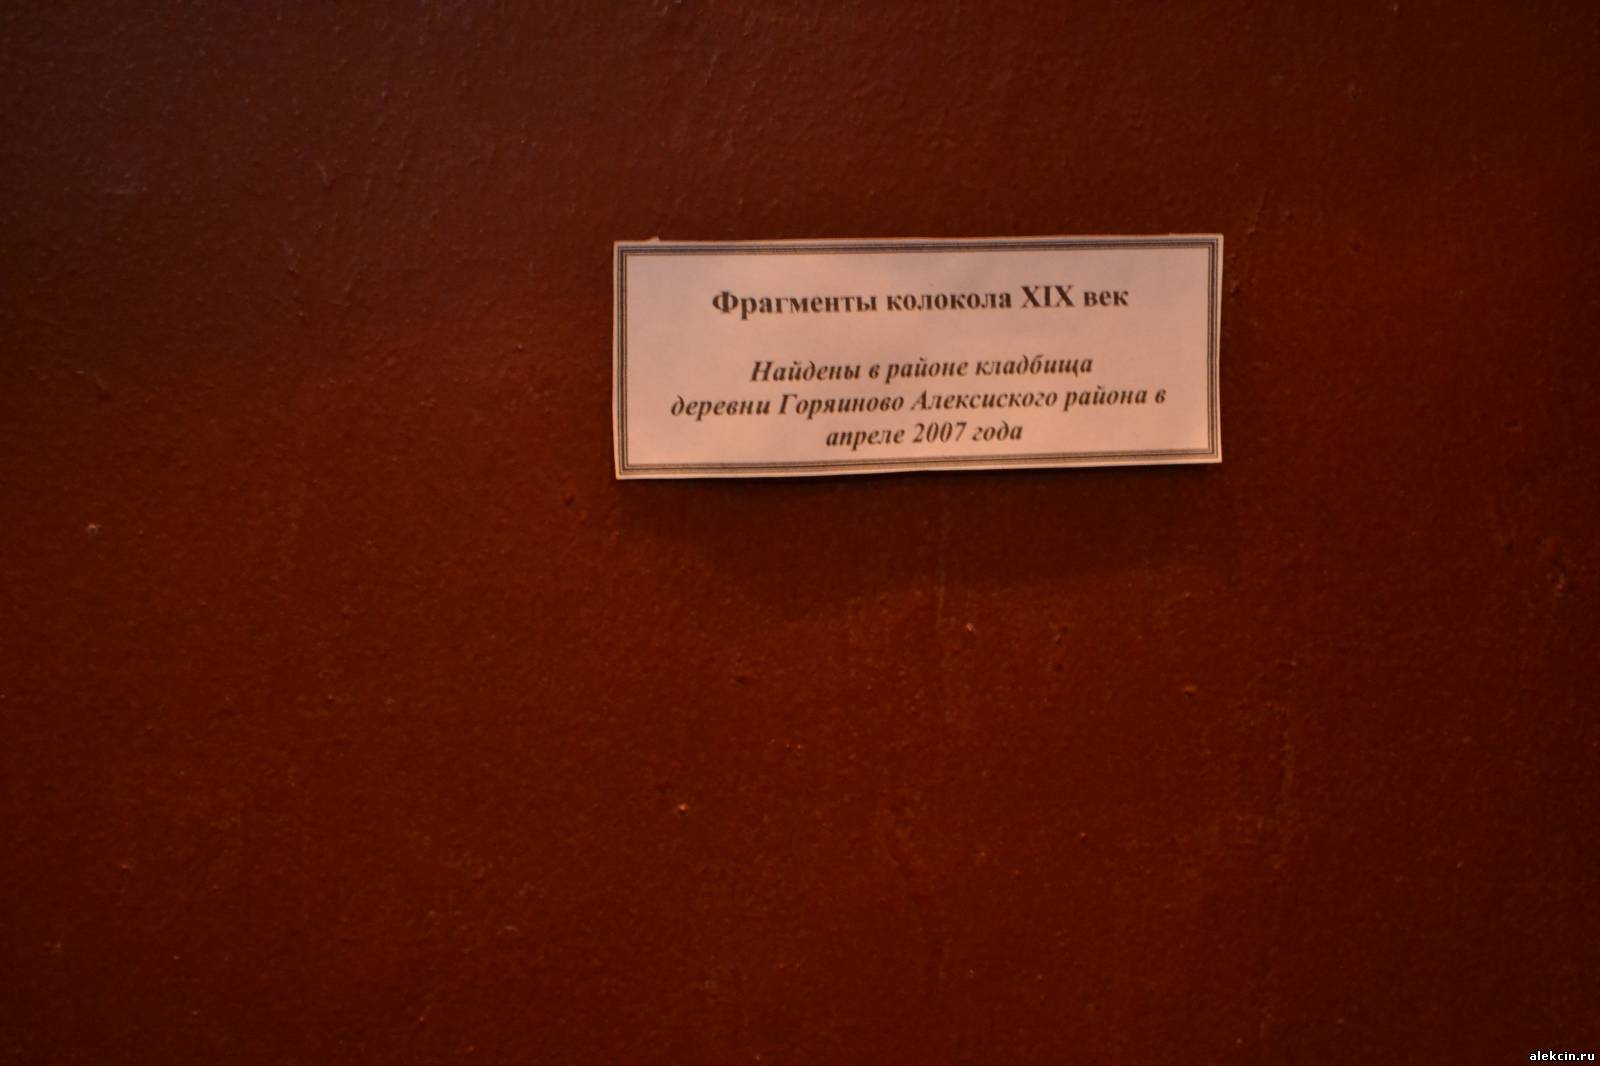 Фрагменты колокола XIX век
Найдены в районе кладбища
деревни Горяиново Алексиского района в
апреле 2007 года
alekcin.ru